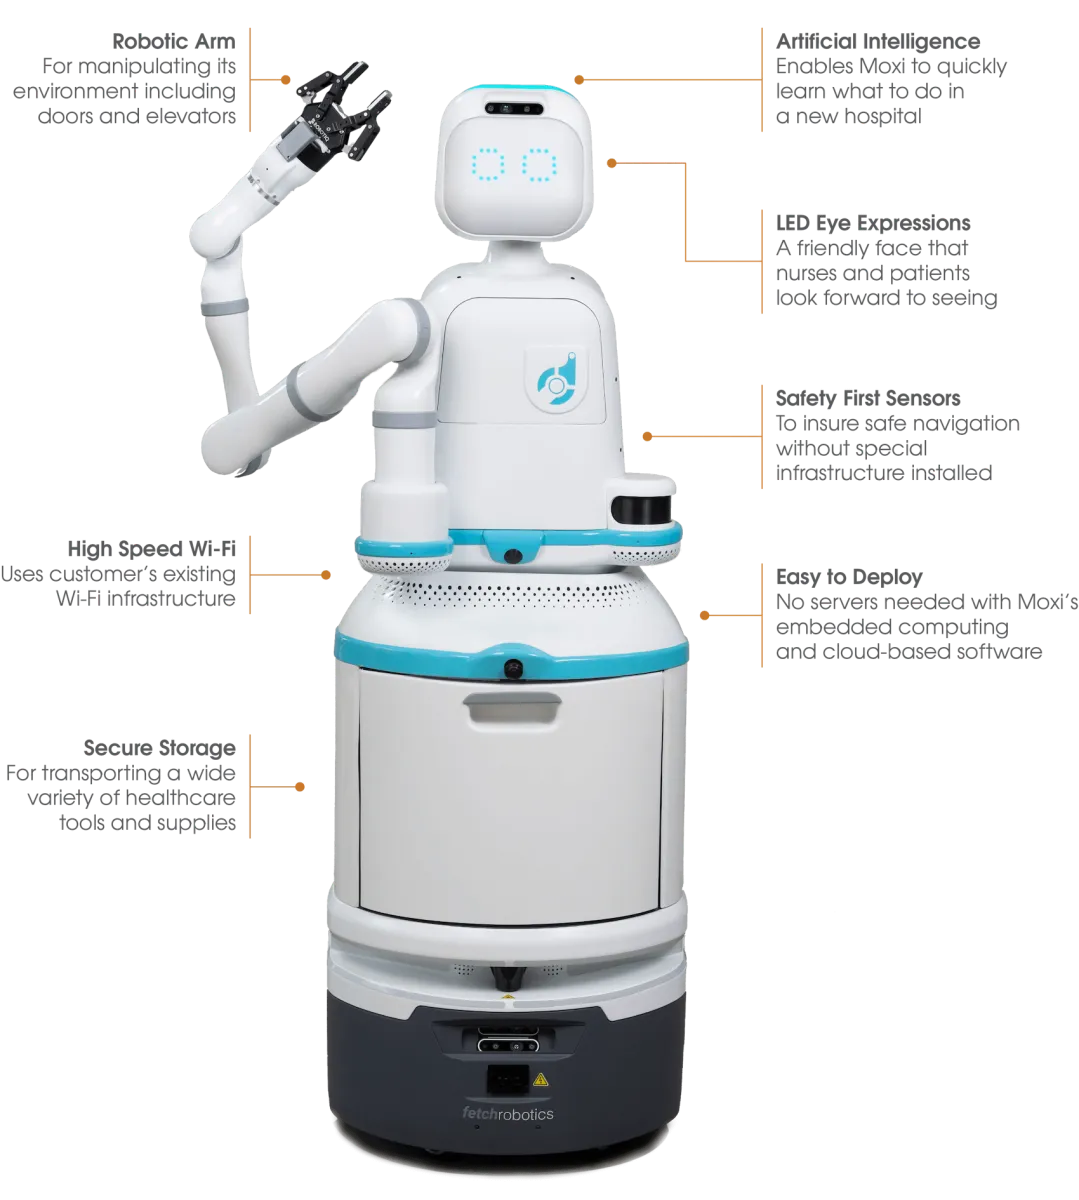 Robotic Arm
For manipulating its
environment including
doors and elevators
Artificial Intelligence
Enables Moxi to quickly
learn what to do in
a new hospital
LED Eye Expressions
A friendly face that
nurses and patients
look forward to seeing
Safety First Sensors
To insure safe navigation
without special
infrastructure installed
High Speed Wi-Fi
Uses customer's existing
Wi-Fi infrastructure
Easy to Deploy
No servers needed with Moxi's
embedded computing
and cloud-based software
Secure Storage
For transporting a wide
variety of healthcare
tools and supplies
ROBOTIQ
fetchrobotics